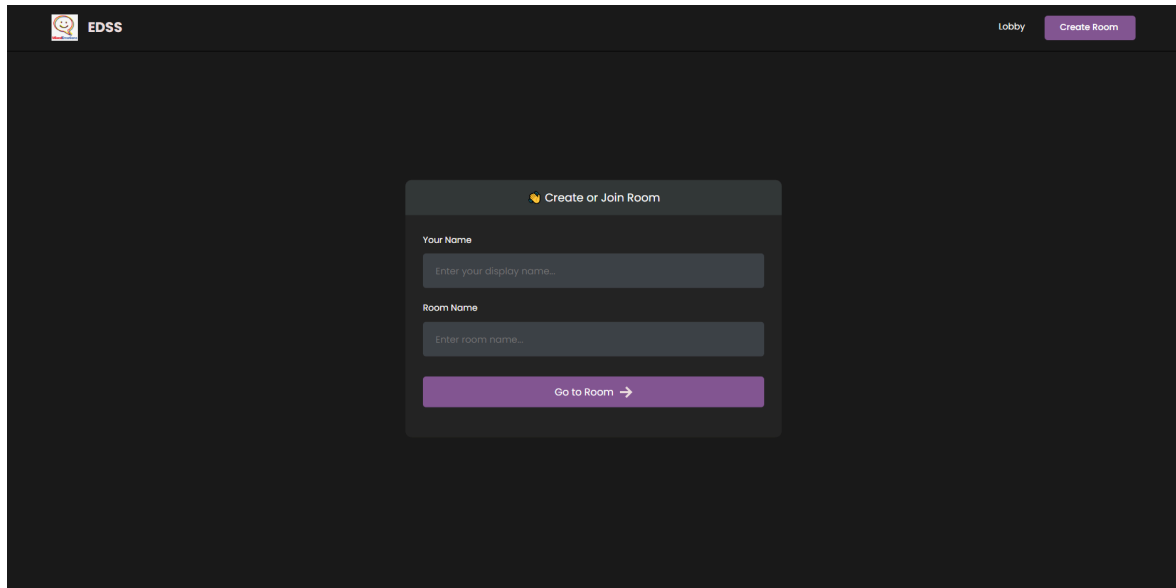 EDSS
Lobby
Create Room
👋 Create or Join Room
Your Name
Enter your display name...
Room Name
Enter room name...
Go to Room →